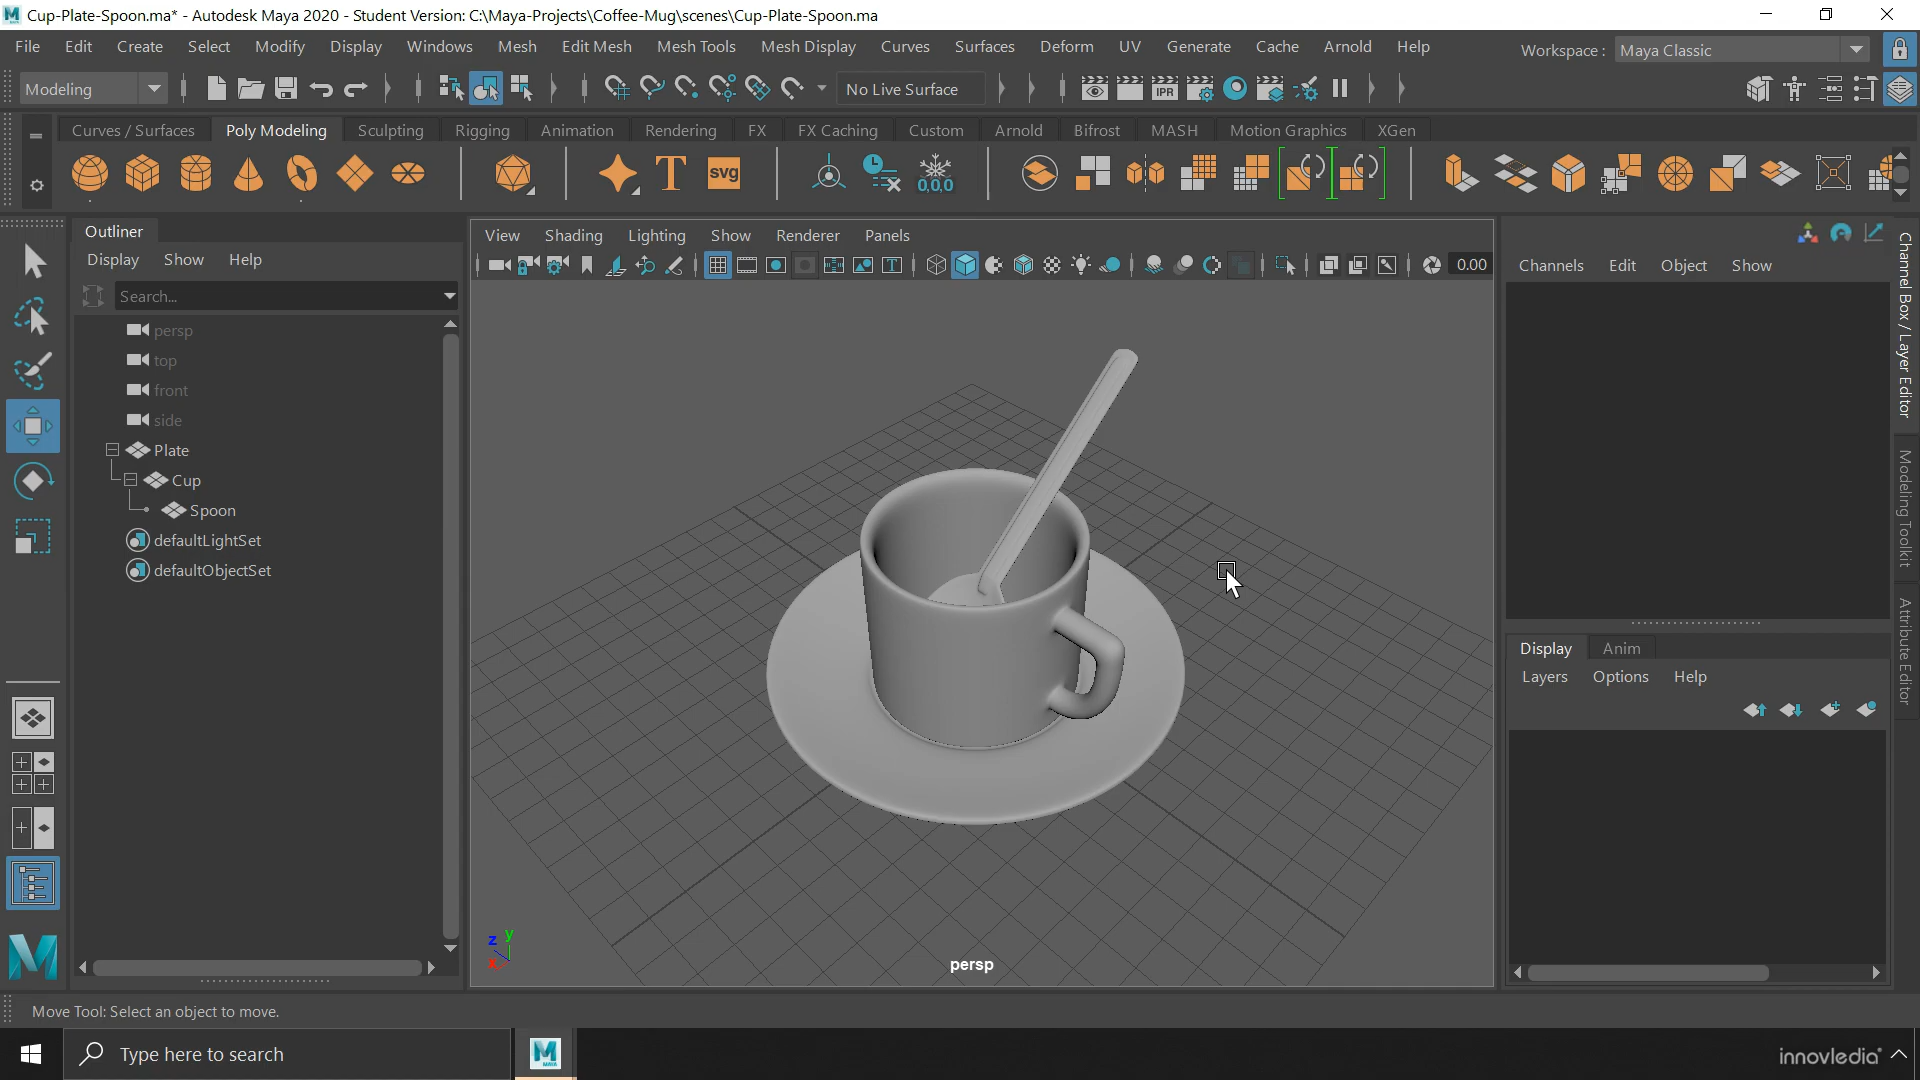 Cup-Plate-Spoon.ma* - Autodesk Maya 2020 - Student Version: C:\Maya-Projects\Coffee-Mug\scenes\Cup-Plate-Spoon.ma
File Edit Create Select Modify Display Windows Mesh Edit Mesh Mesh Tools Mesh Display Curves Surfaces Deform UV Generate Cache Arnold Help Workspace : Maya Classic
Modeling No Live Surface IPR
Curves / Surfaces Poly Modeling Sculpting Rigging Animation Rendering FX FX Caching Custom Arnold Bifrost MASH Motion Graphics XGen
T svg 0,0,0
Outliner
Display Show Help
Search...
persp
top
front
side
Plate
Cup
Spoon
defaultLightSet
defaultObjectSet
View Shading Lighting Show Renderer Panels
0.00
z y
x
persp
Channels Edit Object Show
Display Anim
Layers Options Help
Channel Box / Layer Editor
Modeling Toolkit
Attribute Editor
Move Tool: Select an object to move.
M
Type here to search
MAYA
innovledia